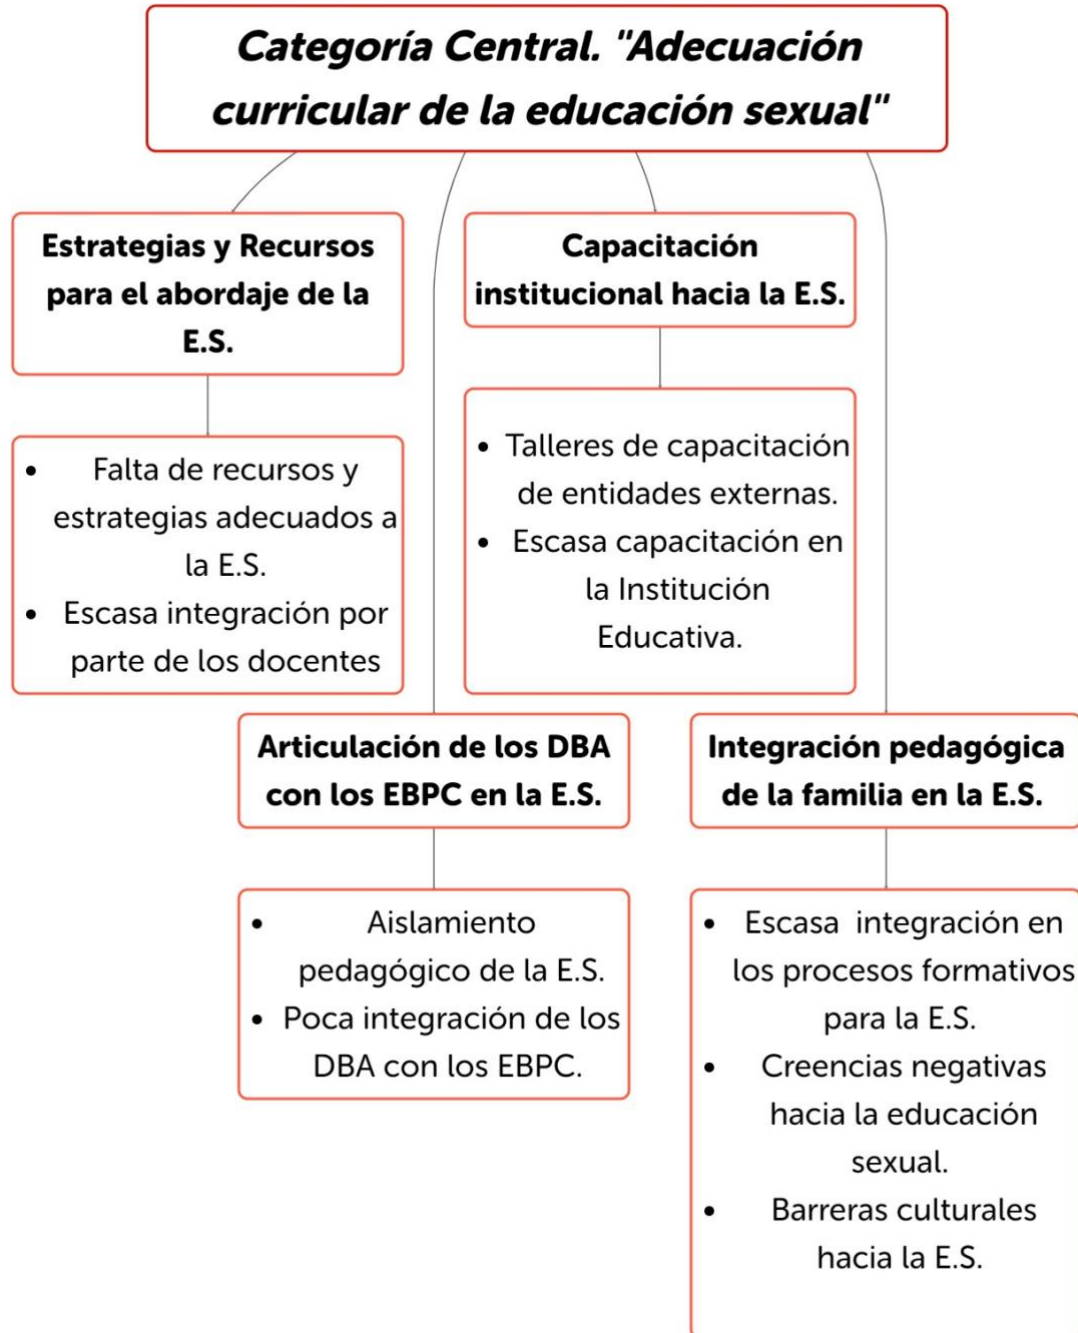 Categoría Central. "Adecuación
curricular de la educación sexual"
Estrategias y Recursos
para el abordaje de la
E.S.
Capacitación
institucional hacia la E.S.
• Falta de recursos y
estrategias adecuados a
la E.S.
• Escasa integración por
parte de los docentes
• Talleres de capacitación
de entidades externas.
• Escasa capacitación en
la Institución
Educativa.
Articulación de los DBA
con los EBPC en la E.S.
Integración pedagógica
de la familia en la E.S.
• Aislamiento
pedagógico de la E.S.
• Poca integración de los
DBA con los EBPC.
• Escasa integración en
los procesos formativos
para la E.S.
• Creencias negativas
hacia la educación
sexual.
• Barreras culturales
hacia la E.S.